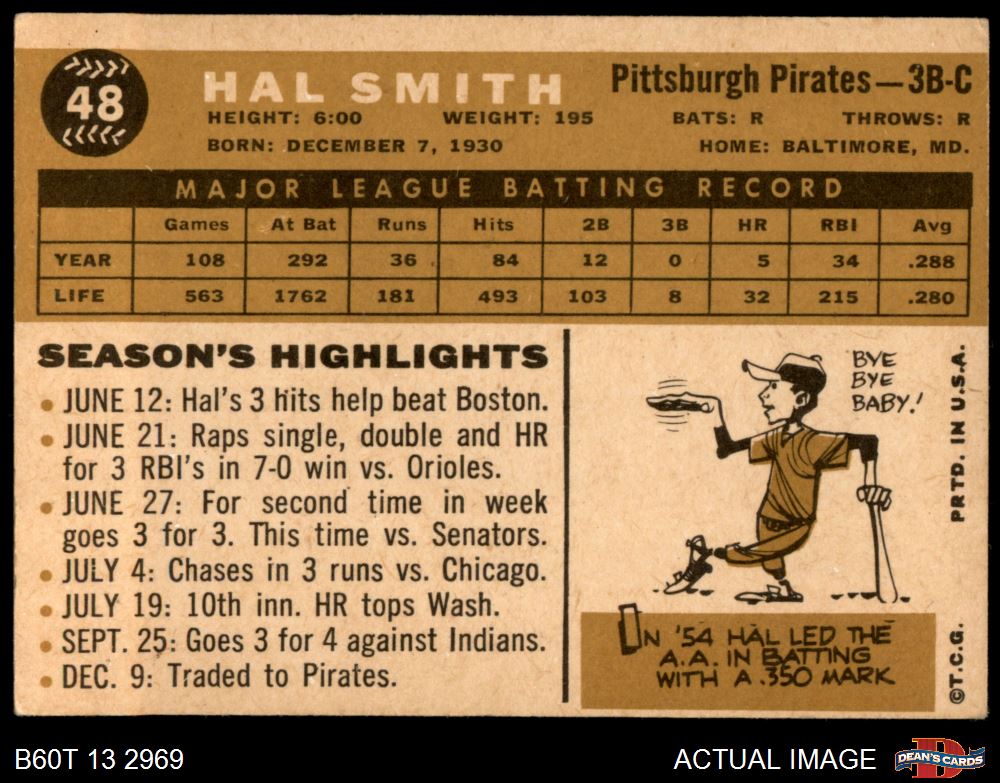 48
HAL SMITH
Pittsburgh Pirates—3B-C
HEIGHT: 6:00 WEIGHT: 195 BATS: R THROWS: R
BORN: DECEMBER 7, 1930 HOME: BALTIMORE, MD.
MAJOR LEAGUE BATTING RECORD
Games At Bat Runs Hits 2B 3B HR RBI Avg
YEAR 108 292 36 84 12 0 5 34 .288
LIFE 563 1762 181 493 103 8 32 215 .280
SEASON'S HIGHLIGHTS
• JUNE 12: Hal's 3 hits help beat Boston.
• JUNE 21: Raps single, double and HR
for 3 RBI's in 7-0 win vs. Orioles.
• JUNE 27: For second time in week
goes 3 for 3. This time vs. Senators.
• JULY 4: Chases in 3 runs vs. Chicago.
• JULY 19: 10th inn. HR tops Wash.
• SEPT. 25: Goes 3 for 4 against Indians.
• DEC. 9: Traded to Pirates.
BYE
BYE
BABY!
IN '54 HAL LED THE
A.A. IN BATTING
WITH A .350 MARK
©T.C.G. PRTD. IN U.S.A.
B60T 13 2969
ACTUAL IMAGE
D
DEAN'S CARDS